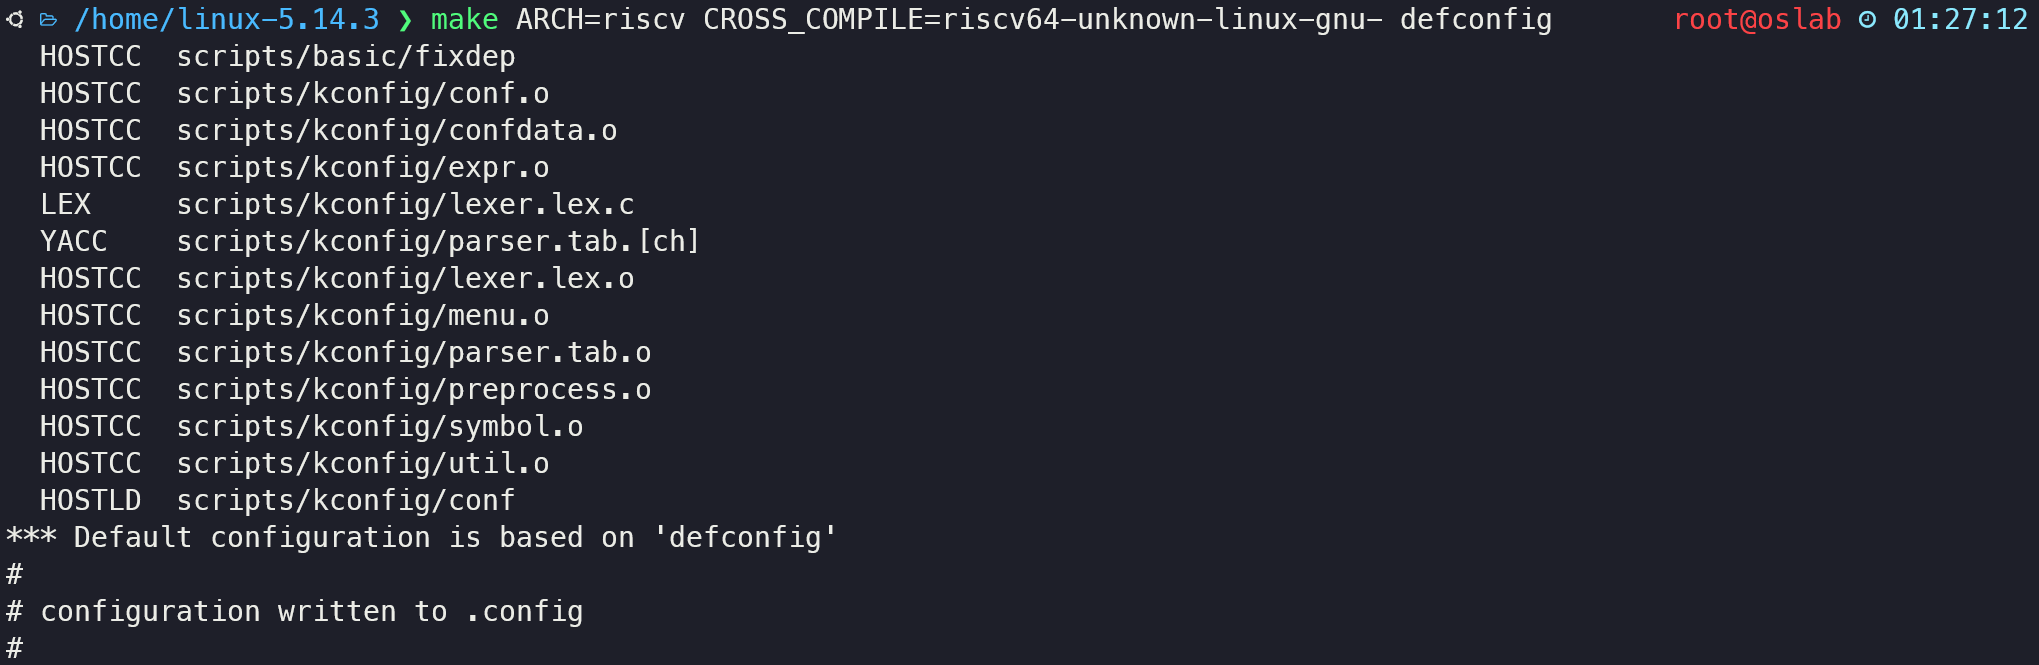 /home/linux-5.14.3 ❯ make ARCH=riscv CROSS_COMPILE=riscv64-unknown-linux-gnu- defconfig root@oslab 01:27:12
HOSTCC scripts/basic/fixdep
HOSTCC scripts/kconfig/conf.o
HOSTCC scripts/kconfig/confdata.o
HOSTCC scripts/kconfig/expr.o
LEX scripts/kconfig/lexer.lex.c
YACC scripts/kconfig/parser.tab.[ch]
HOSTCC scripts/kconfig/lexer.lex.o
HOSTCC scripts/kconfig/menu.o
HOSTCC scripts/kconfig/parser.tab.o
HOSTCC scripts/kconfig/preprocess.o
HOSTCC scripts/kconfig/symbol.o
HOSTCC scripts/kconfig/util.o
HOSTLD scripts/kconfig/conf
*** Default configuration is based on 'defconfig'
#
# configuration written to .config
#